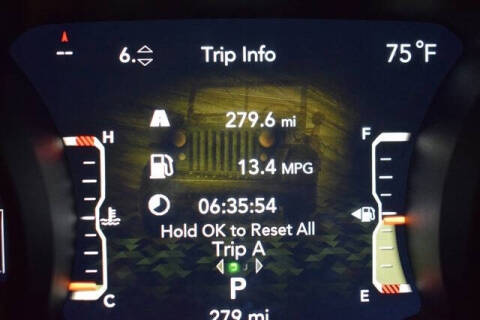 --
6.
Trip Info
75°F
279.6 mi
H
F
13.4 MPG
06:35:54
Hold OK to Reset All
Trip A
P
C
E
279 mi